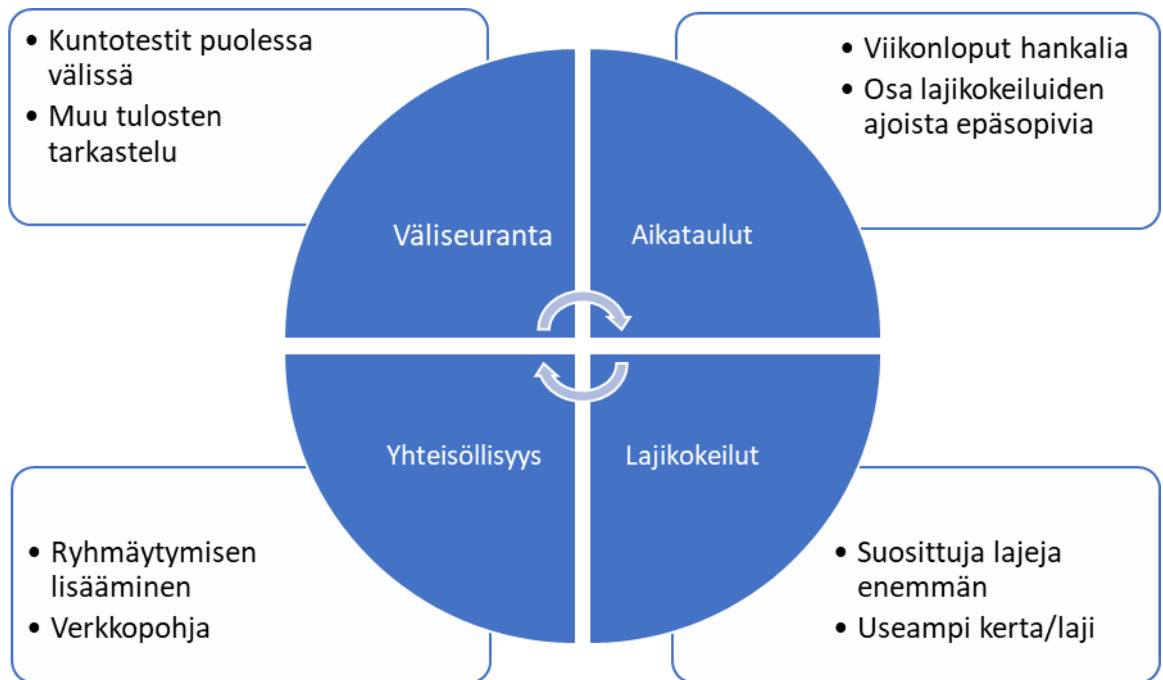 • Kuntotestit puolessa
välissä
• Muu tulosten
tarkastelu
• Viikonloput hankalia
• Osa lajikokeiluiden
ajoista epäsopivia
Väliseuranta
Aikataulut
Yhteisöllisyys
Lajikokeilut
• Ryhmäytymisen
lisääminen
• Verkkopohja
• Suosittuja lajeja
enemmän
• Useampi kerta/laji